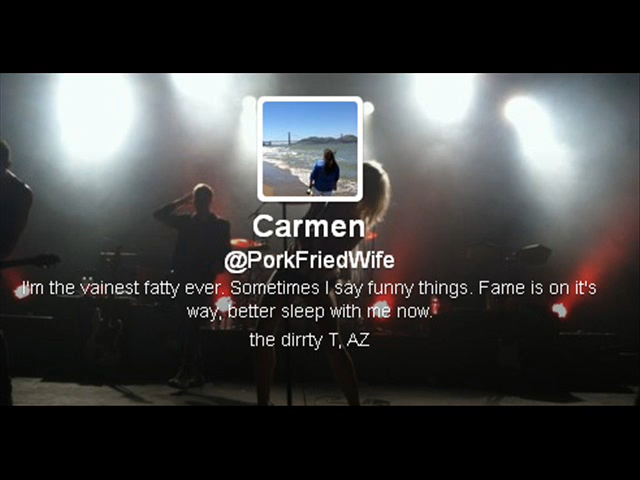 Carmen
@PorkFriedWife
I'm the vainest fatty ever. Sometimes I say funny things. Fame is on it's
way, better sleep with me now.
the dirrty T, AZ